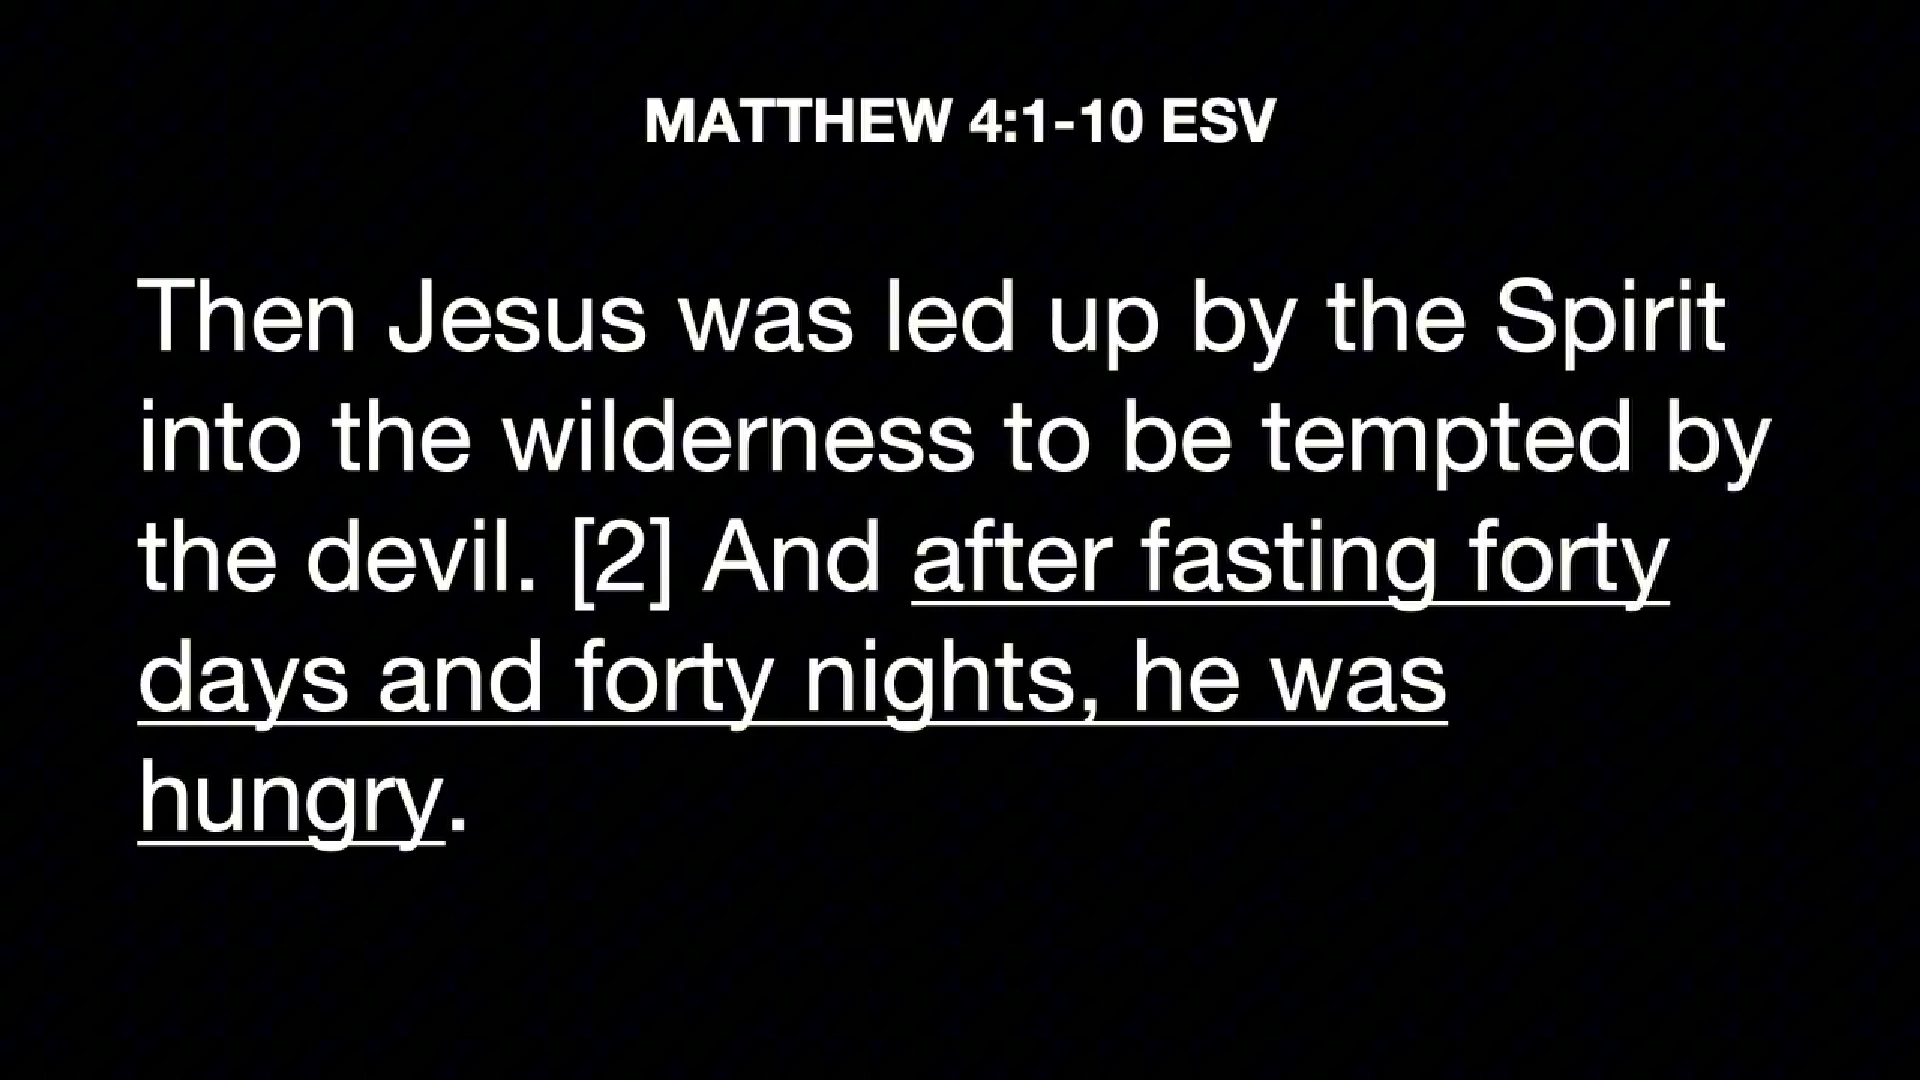 MATTHEW 4:1-10 ESV
Then Jesus was led up by the Spirit
into the wilderness to be tempted by
the devil. [2] And after fasting forty
days and forty nights, he was
hungry.